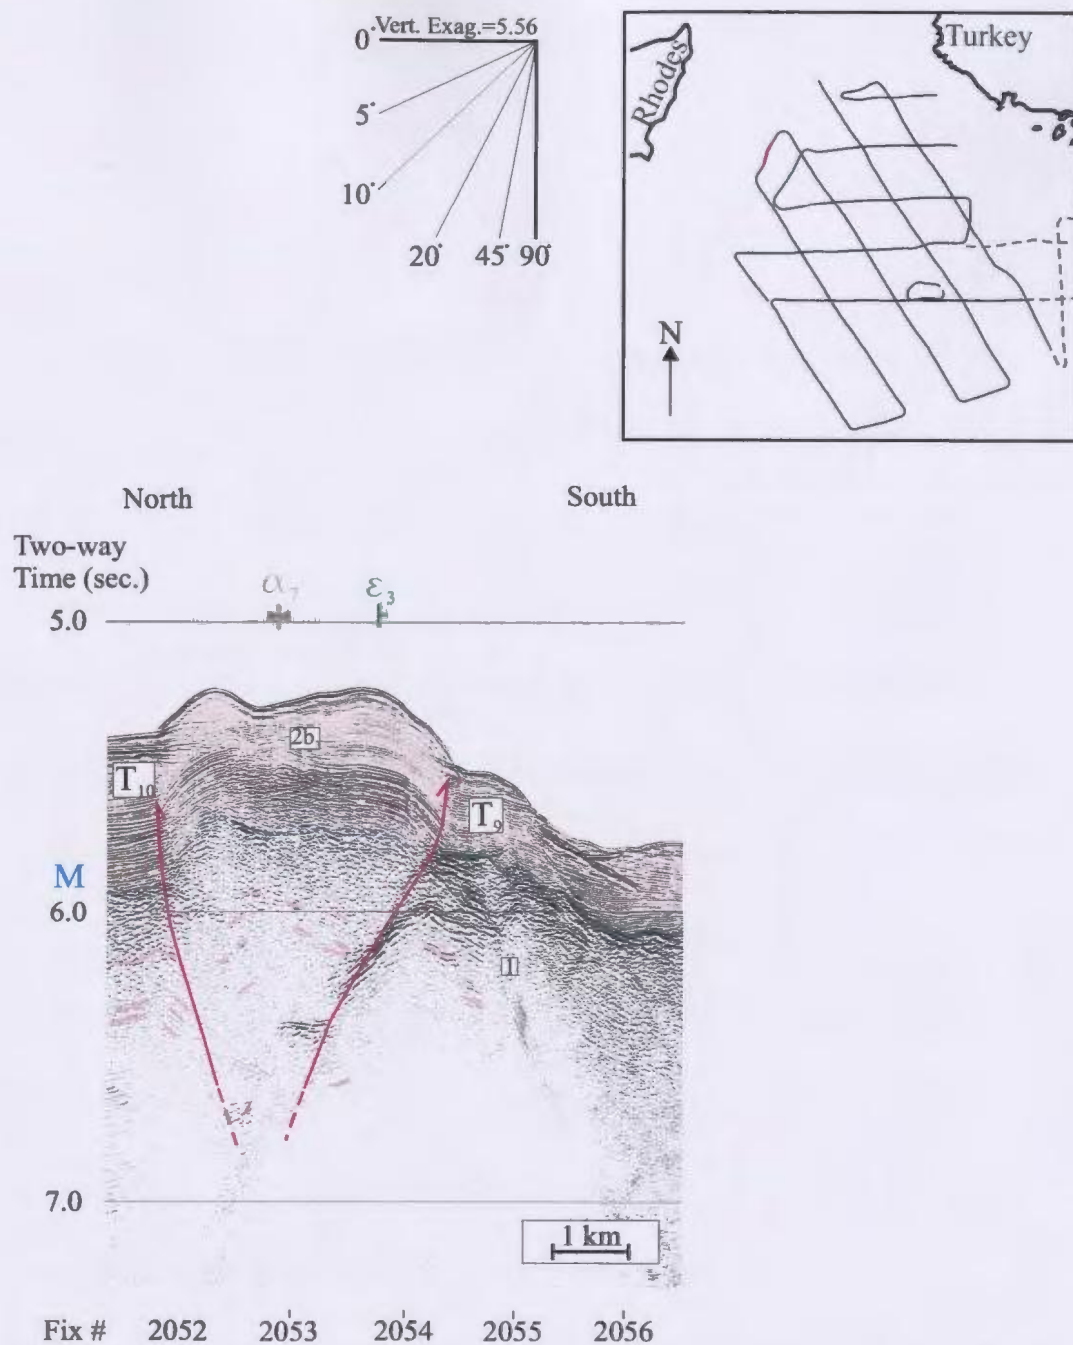 Vert. Exag.=5.56
0°
5°
10°
20° 45° 90°
Rhodes
Turkey
N
North South
Two-way
Time (sec.)
α₇ ε₃
5.0
2b
T₁₀
T₉
M
6.0
1
7.0
1 km
Fix # 2052 2053 2054 2055 2056